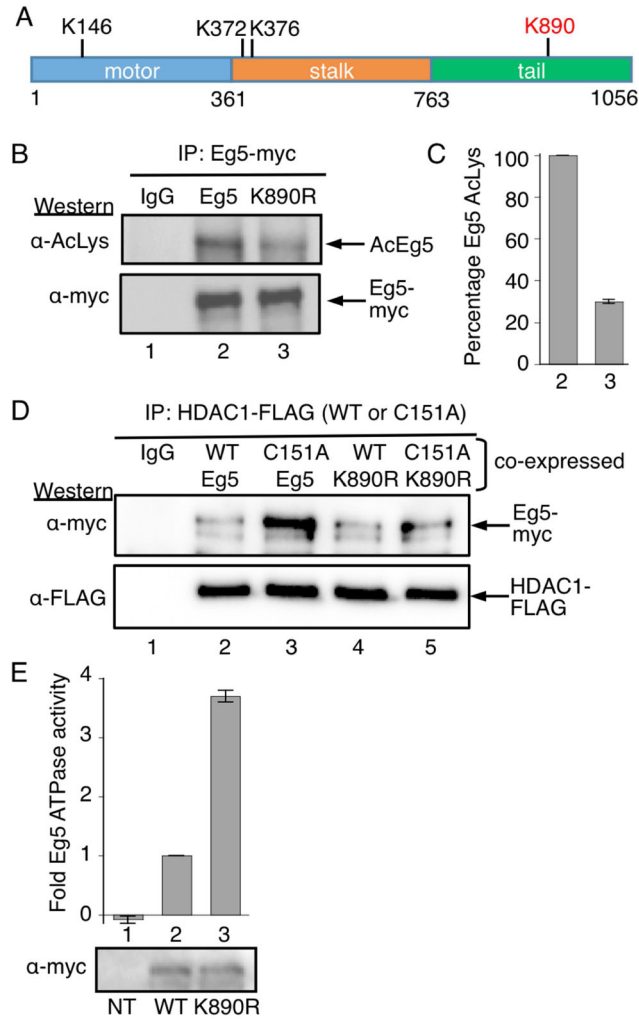 A
K146 K372 K376 K890
motor stalk tail
1 361 763 1056
B
IP: Eg5-myc
Western IgG Eg5 K890R
α-AcLys AcEg5
α-myc Eg5-
myc
1 2 3
C
Percentage Eg5 AcLys
100
80
60
40
20
0
2 3
D
IP: HDAC1-FLAG (WT or C151A)
IgG WT C151A WT C151A
Eg5 Eg5 K890R K890R
co-expressed
Western
α-myc Eg5-
myc
α-FLAG HDAC1-
FLAG
1 2 3 4 5
E
Fold Eg5 ATPase activity
4
3
2
1
0
1 2 3
α-myc
NT WT K890R